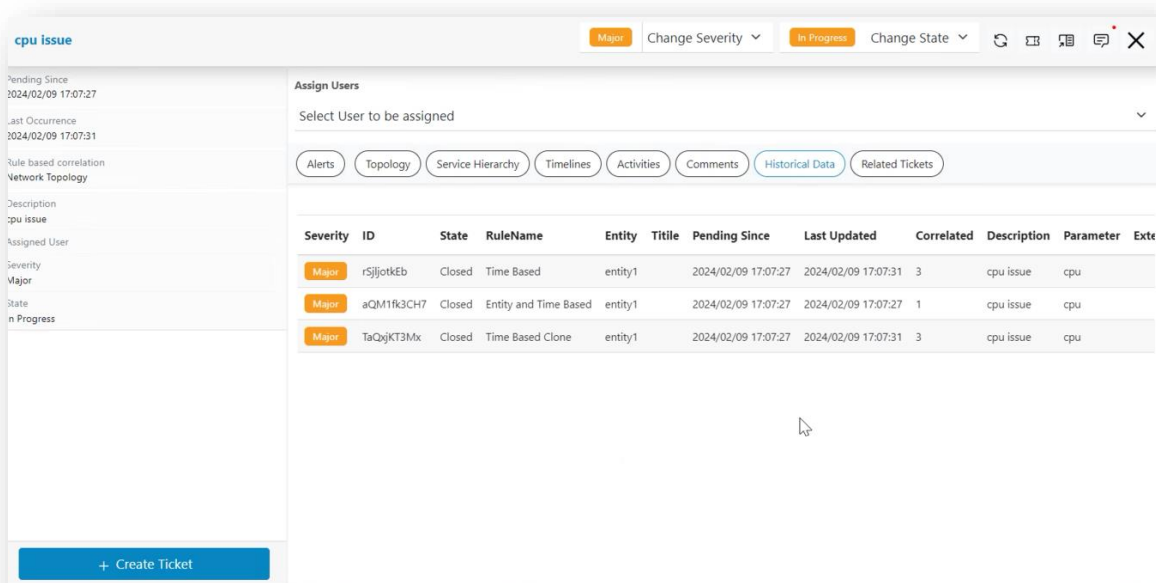 cpu issue
Major Change Severity In Progress Change State
Pending Since
2024/02/09 17:07:27
Last Occurrence
2024/02/09 17:07:31
Rule based correlation
Network Topology
Description
cpu issue
Assigned User
Severity
Major
State
In Progress
+ Create Ticket
Assign Users
Select User to be assigned
Alerts Topology Service Hierarchy Timelines Activities Comments Historical Data Related Tickets
Severity ID State RuleName Entity Titile Pending Since Last Updated Correlated Description Parameter Exte
Major rSjljotkEb Closed Time Based entity1 2024/02/09 17:07:27 2024/02/09 17:07:31 3 cpu issue cpu
Major aQM1fk3CH7 Closed Entity and Time Based entity1 2024/02/09 17:07:27 2024/02/09 17:07:27 1 cpu issue cpu
Major TaQxjKT3Mx Closed Time Based Clone entity1 2024/02/09 17:07:27 2024/02/09 17:07:31 3 cpu issue cpu